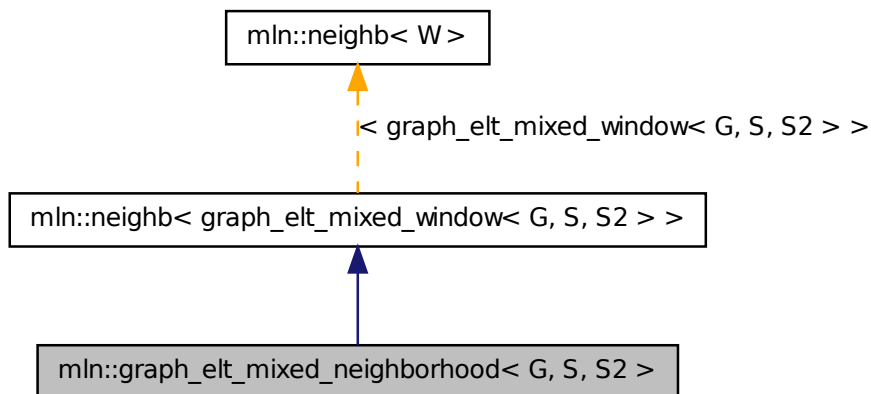 mln::neighb< W >
< graph_elt_mixed_window< G, S, S2 > >
mln::neighb< graph_elt_mixed_window< G, S, S2 > >
mln::graph_elt_mixed_neighborhood< G, S, S2 >